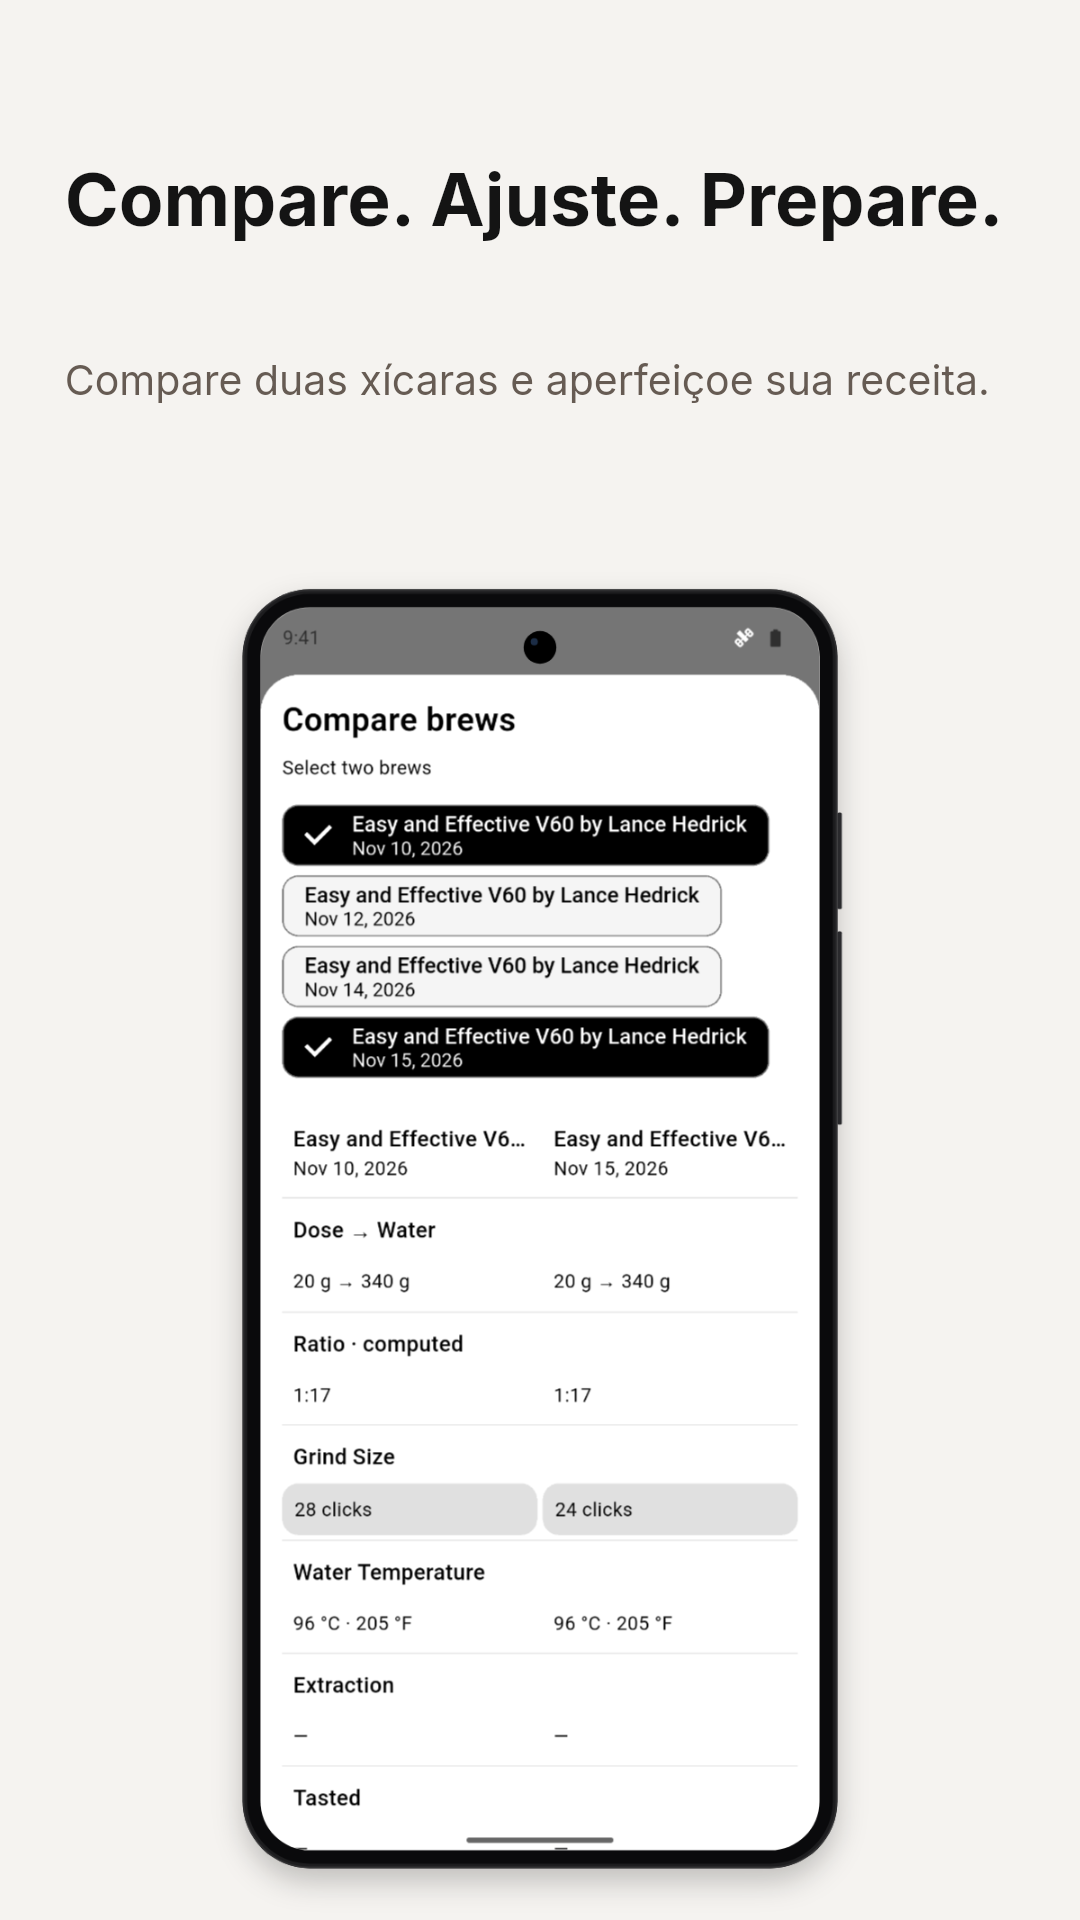 Compare. Ajuste. Prepare.
Compare duas xícaras e aperfeiçoe sua receita.
9:41
Compare brews
Select two brews
Easy and Effective V60 by Lance Hedrick
Nov 10, 2026
Easy and Effective V60 by Lance Hedrick
Nov 12, 2026
Easy and Effective V60 by Lance Hedrick
Nov 14, 2026
Easy and Effective V60 by Lance Hedrick
Nov 15, 2026
Easy and Effective V6... Easy and Effective V6...
Nov 10, 2026 Nov 15, 2026
Dose → Water
20 g → 340 g 20 g → 340 g
Ratio · computed
1:17 1:17
Grind Size
28 clicks 24 clicks
Water Temperature
96 °C · 205 °F 96 °C · 205 °F
Extraction
– –
Tasted
– –